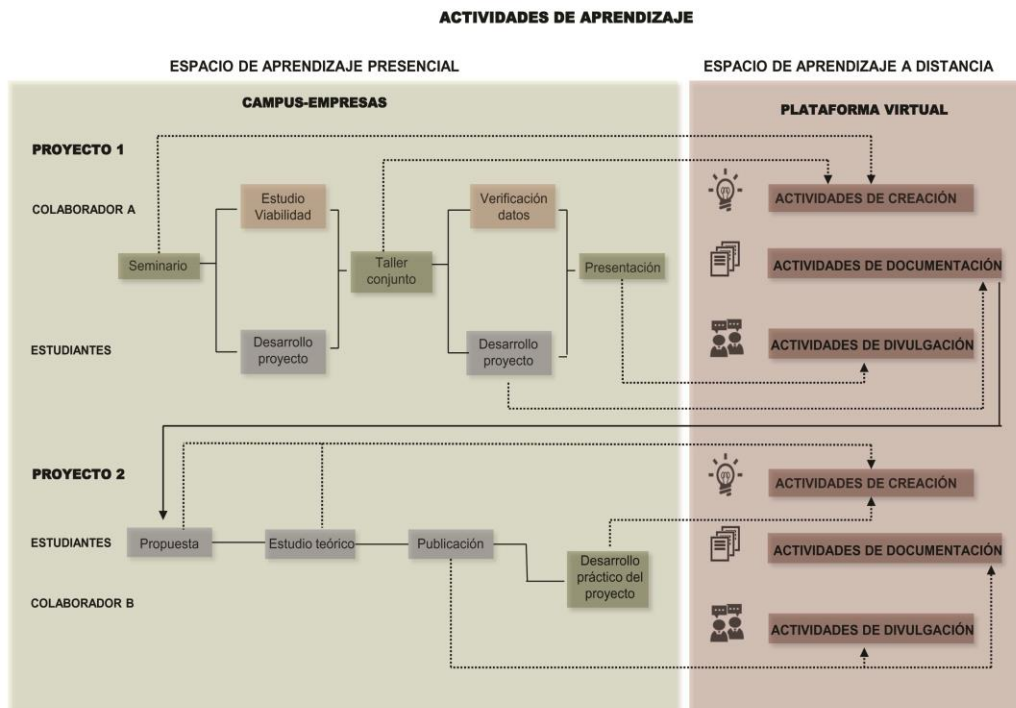 ACTIVIDADES DE APRENDIZAJE
ESPACIO DE APRENDIZAJE PRESENCIAL
ESPACIO DE APRENDIZAJE A DISTANCIA
CAMPUS-EMPRESAS
PLATAFORMA VIRTUAL
PROYECTO 1
COLABORADOR A
Estudio
Viabilidad
Verificación
datos
ACTIVIDADES DE CREACIÓN
Seminario
Taller
conjunto
Presentación
ACTIVIDADES DE DOCUMENTACIÓN
ESTUDIANTES
Desarrollo
proyecto
Desarrollo
proyecto
ACTIVIDADES DE DIVULGACIÓN
PROYECTO 2
ACTIVIDADES DE CREACIÓN
ESTUDIANTES
Propuesta
Estudio teórico
Publicación
Desarrollo
práctico del
proyecto
ACTIVIDADES DE DOCUMENTACIÓN
COLABORADOR B
ACTIVIDADES DE DIVULGACIÓN